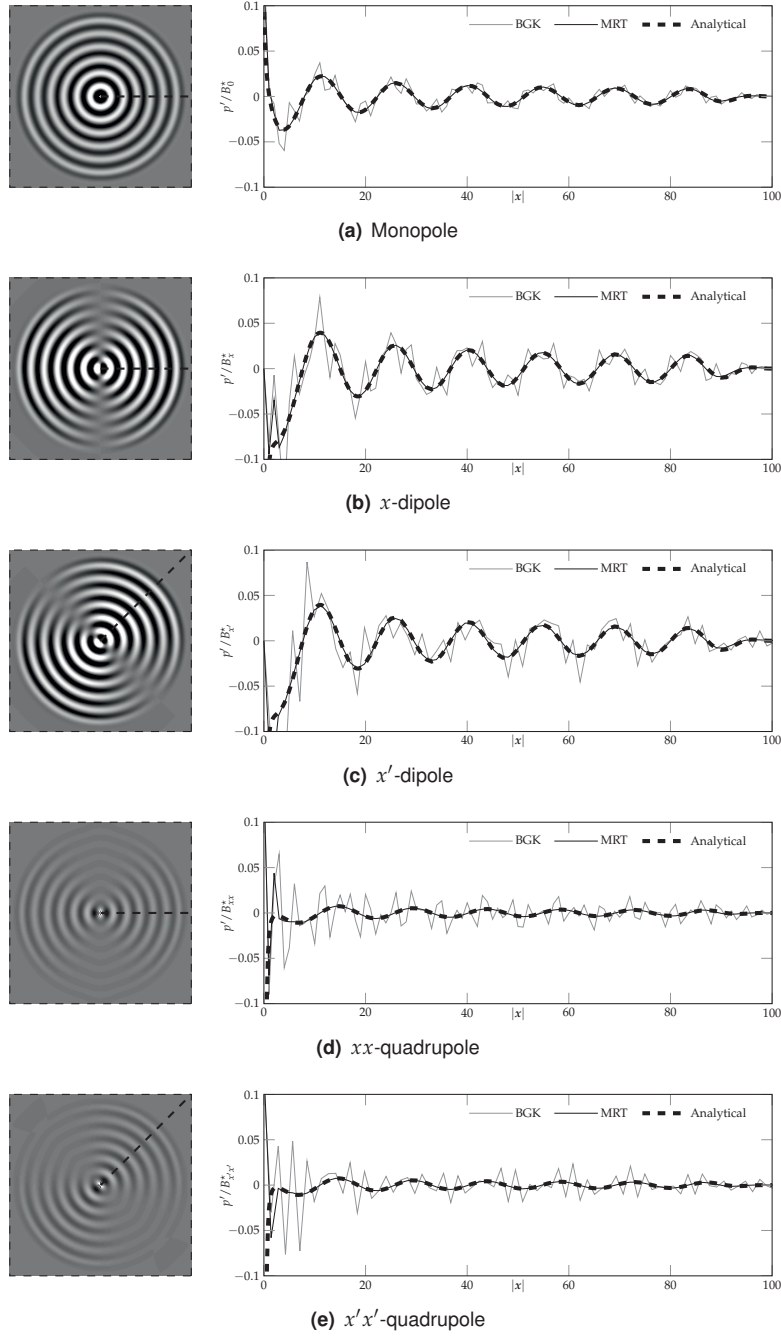 0.1
BGK MRT Analytical
0.05
p′/B₀*
0
−0.05
−0.1
0 20 40 |x| 60 80 100
(a) Monopole
0.1
BGK MRT Analytical
0.05
p′/Bₓ*
0
−0.05
−0.1
0 20 40 |x| 60 80 100
(b) x-dipole
0.1
BGK MRT Analytical
0.05
p′/Bₓ′*
0
−0.05
−0.1
0 20 40 |x| 60 80 100
(c) x′-dipole
0.1
BGK MRT Analytical
0.05
p′/Bₓₓ*
0
−0.05
−0.1
0 20 40 |x| 60 80 100
(d) xx-quadrupole
0.1
BGK MRT Analytical
0.05
p′/Bₓ′ₓ′*
0
−0.05
−0.1
0 20 40 |x| 60 80 100
(e) x′x′-quadrupole